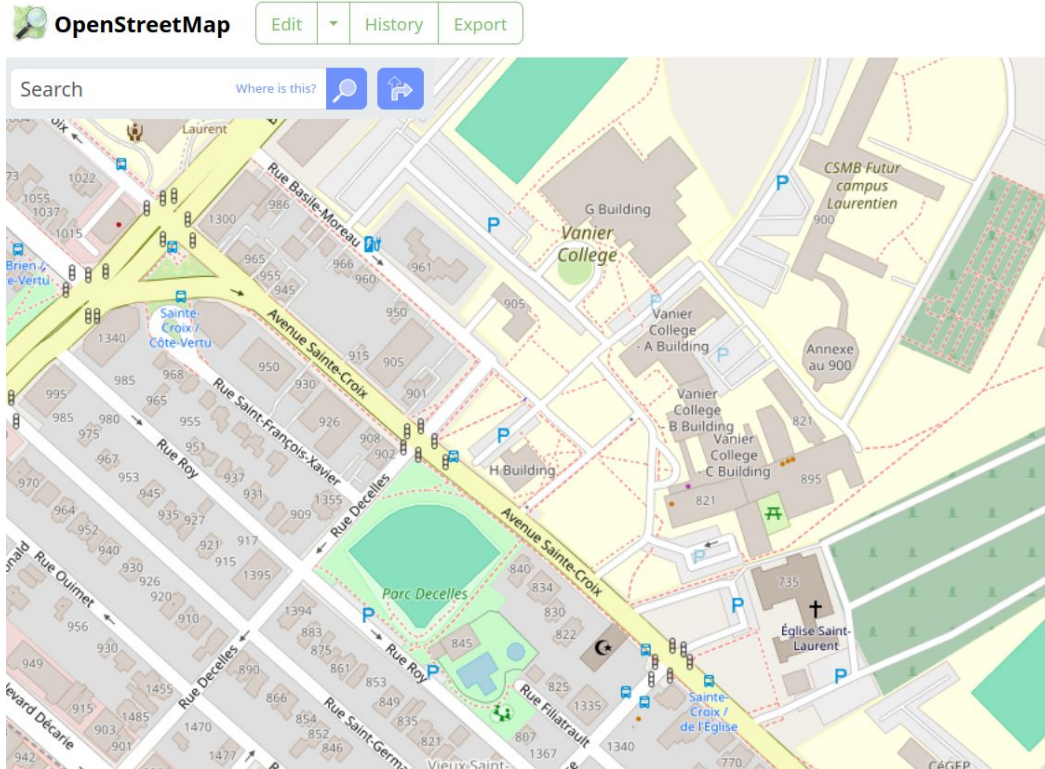 OpenStreetMap
Edit
History
Export
Search
Where is this?
Laurent
1022
1055
1037
1015
Brien /
e-Vertu
1300
986
Rue Basile-Moreau
966
960
961
965
955
945
950
Sainte-
Croix /
Côte-Vertu
Avenue Sainte-Croix
1340
950
930
915
905
901
926
908
902
G Building
Vanier
College
905
CSMB Futur
campus
Laurentien
900
Annexe
au 900
Vanier
College
- A Building
Vanier
College
- B Building
Vanier
College
- C Building
821
895
821
H Building
995
985
985
980
975
968
965
955
951
937
931
Rue Saint-François-Xavier
Rue Roy
967
953
945
935
927
921
917
915
909
1355
1395
Rue Decelles
970
964
952
940
930
926
920
910
Rue Ouimet
956
930
949
915
903
901
942
1455
1485
1470
1477
Rue Decelles
Avenue Sainte-Croix
Parc Decelles
840
834
830
822
845
1394
883
875
861
853
849
835
821
Rue Roy
890
866
854
852
846
Rue Saint-Germa
825
1335
Rue Filiatrault
807
1367
1340
770
735
Église Saint-
Laurent
Sainte-
Croix /
de l'Église
Vieux-Saint-
CéGEP